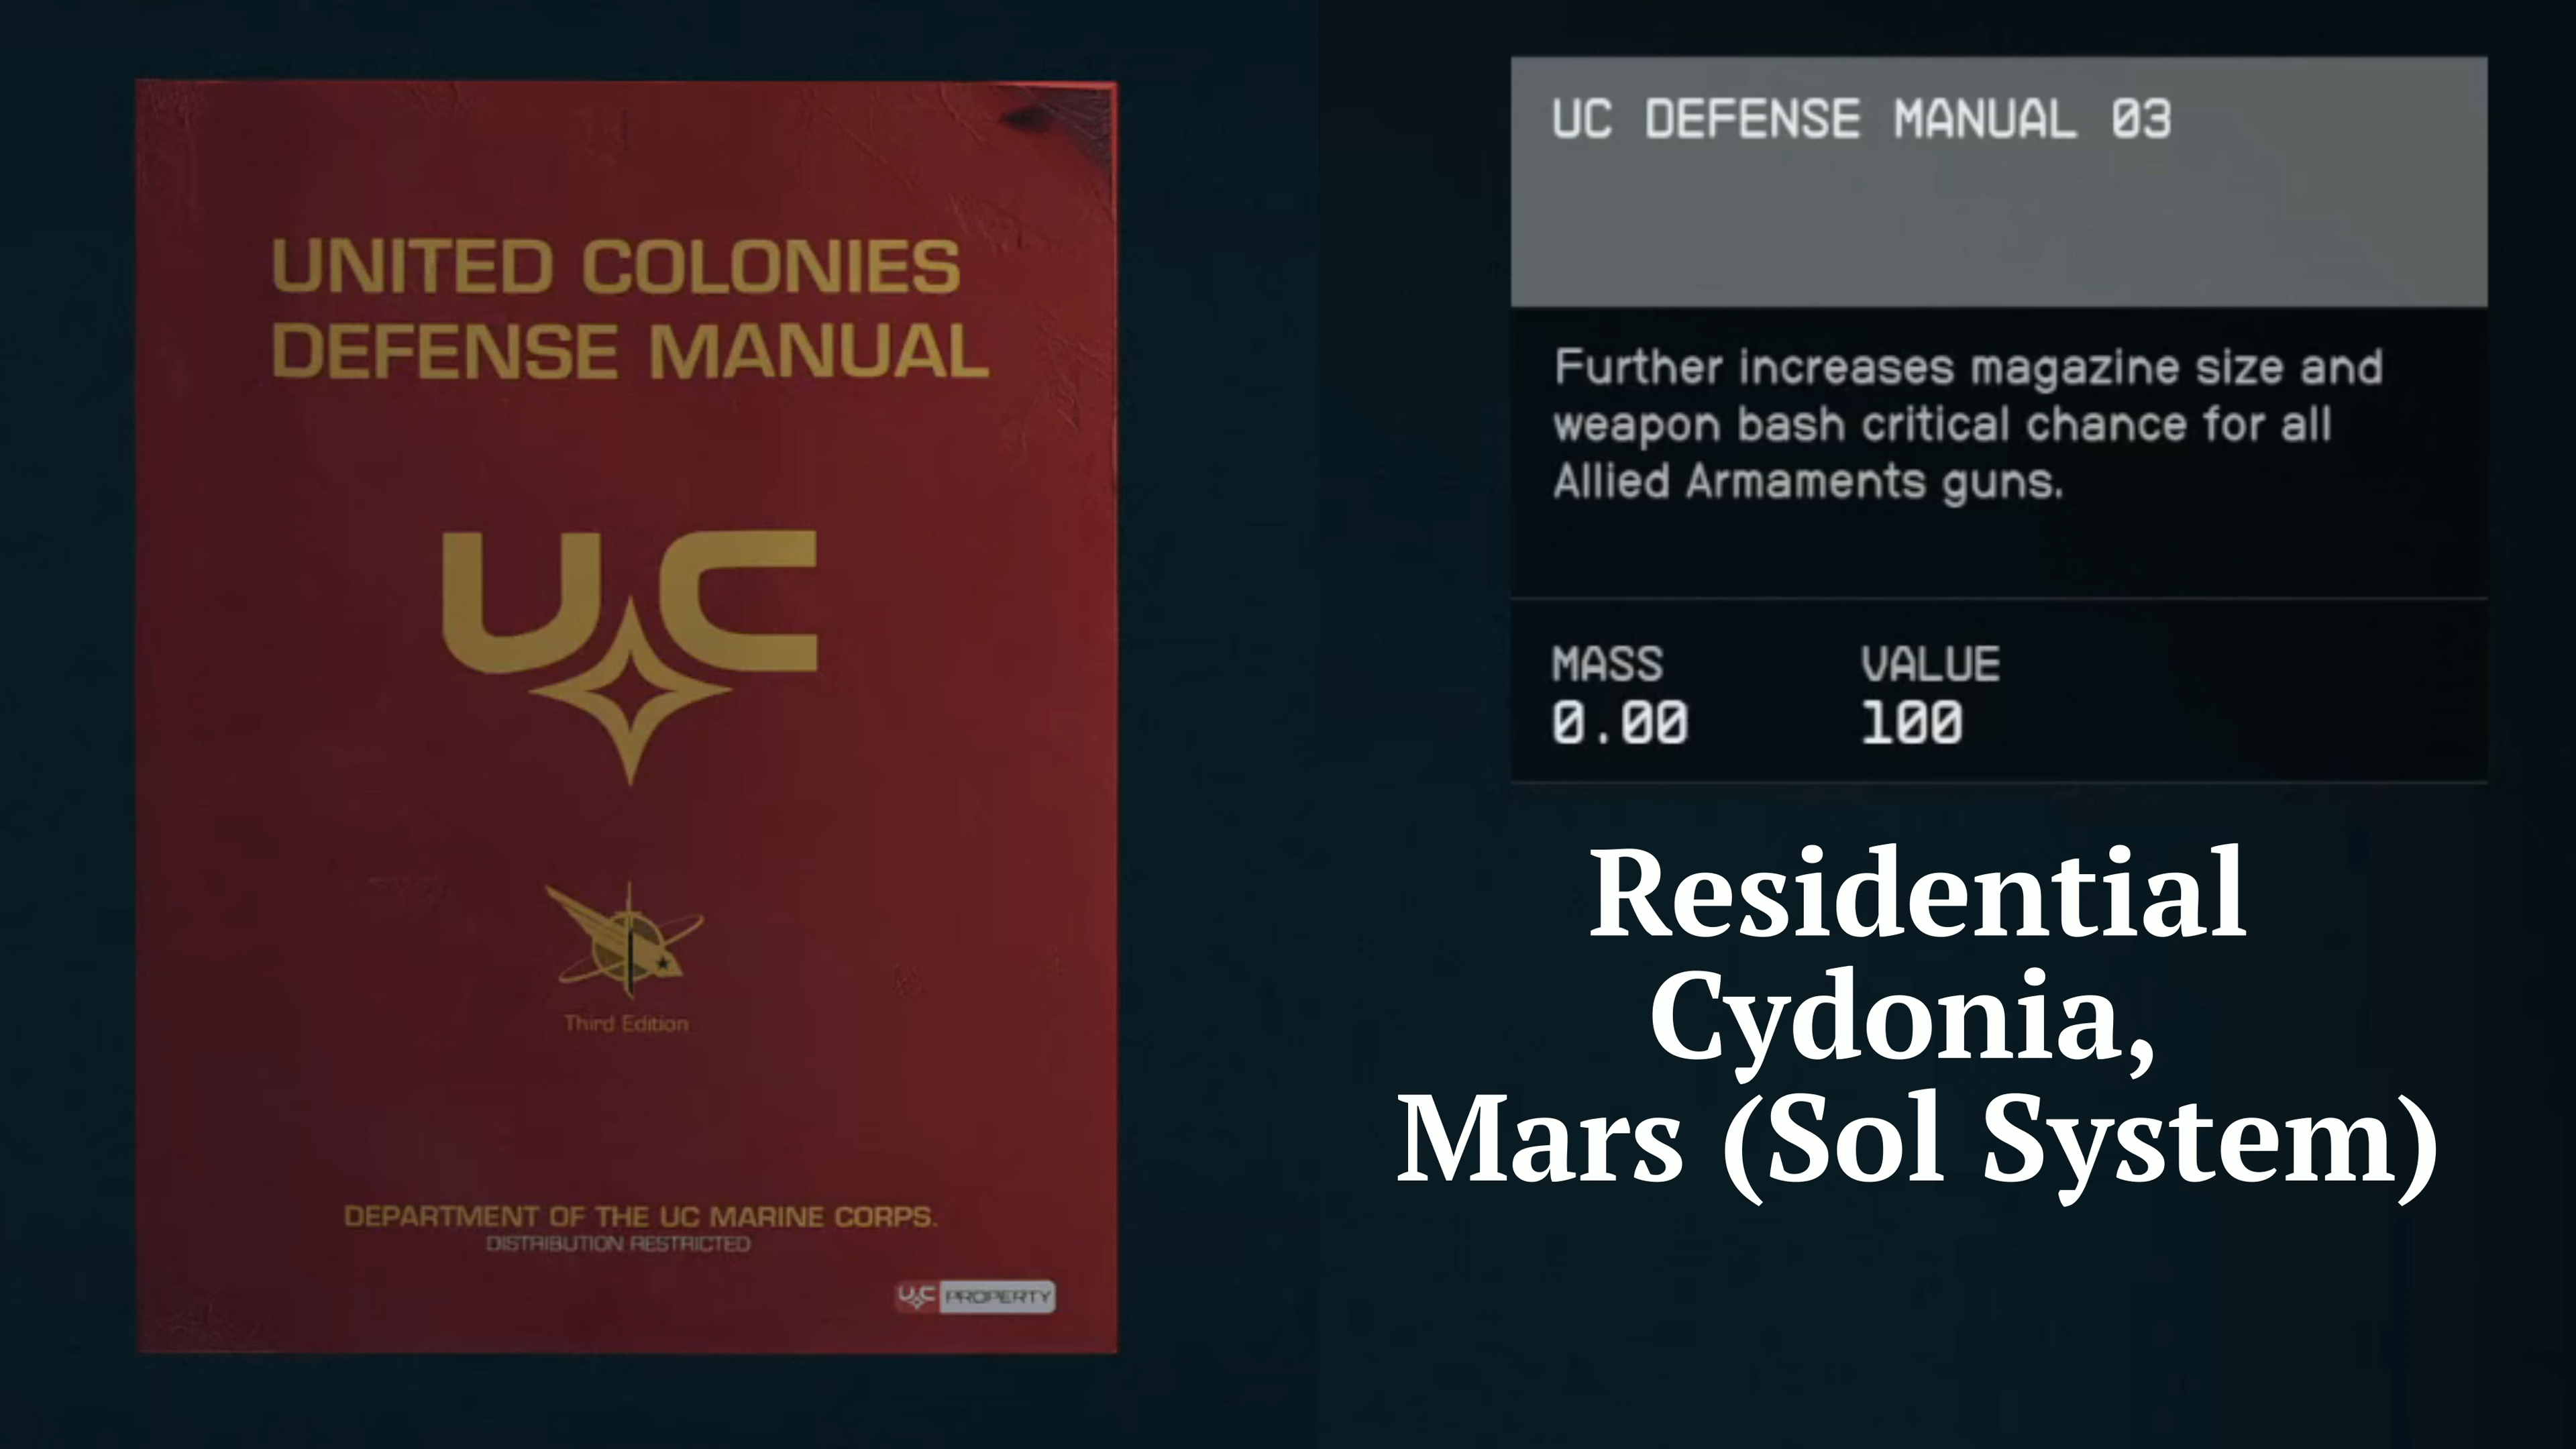 UNITED COLONIES
DEFENSE MANUAL
UC
Third Edition
DEPARTMENT OF THE UC MARINE CORPS.
DISTRIBUTION RESTRICTED
UC PROPERTY
UC DEFENSE MANUAL 03
Further increases magazine size and
weapon bash critical chance for all
Allied Armaments guns.
MASS VALUE
0.00 100
Residential
Cydonia,
Mars (Sol System)